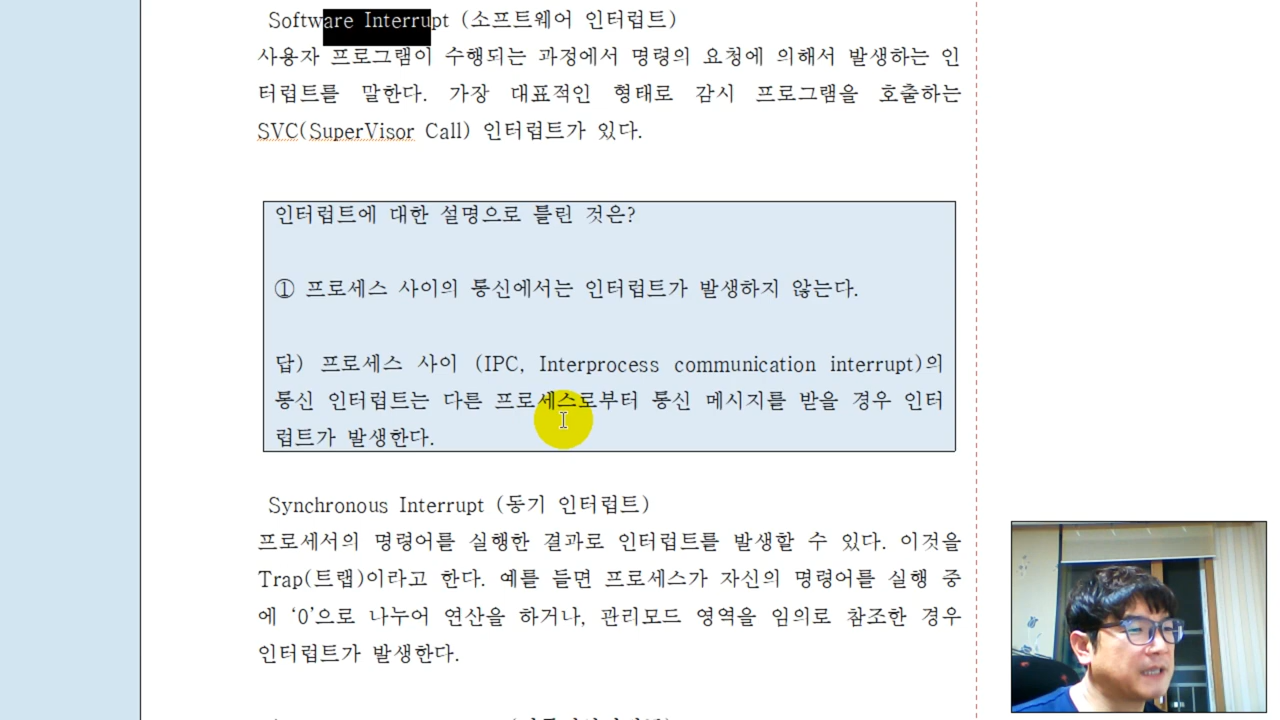 Software Interrupt (소프트웨어 인터럽트)
사용자 프로그램이 수행되는 과정에서 명령의 요청에 의해서 발생하는 인
터럽트를 말한다. 가장 대표적인 형태로 감시 프로그램을 호출하는
SVC(SuperVisor Call) 인터럽트가 있다.
인터럽트에 대한 설명으로 틀린 것은?
① 프로세스 사이의 통신에서는 인터럽트가 발생하지 않는다.
답) 프로세스 사이 (IPC, Interprocess communication interrupt)의
통신 인터럽트는 다른 프로세스로부터 통신 메시지를 받을 경우 인터
럽트가 발생한다.
Synchronous Interrupt (동기 인터럽트)
프로세서의 명령어를 실행한 결과로 인터럽트를 발생할 수 있다. 이것을
Trap(트랩)이라고 한다. 예를 들면 프로세스가 자신의 명령어를 실행 중
에 ‘0’으로 나누어 연산을 하거나, 관리모드 영역을 임의로 참조한 경우
인터럽트가 발생한다.